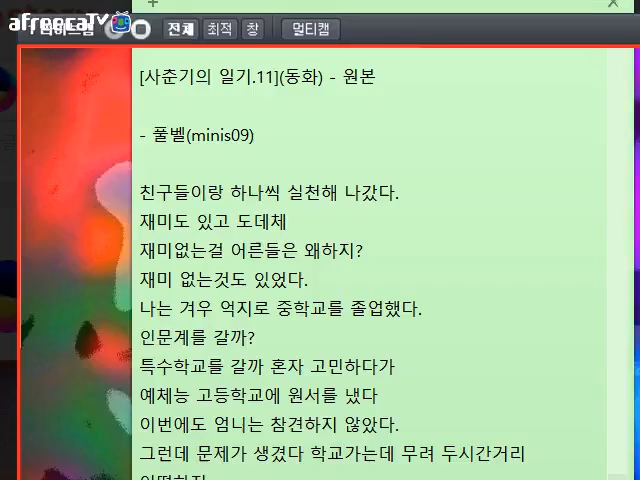 afreecaTV
전체 최적 창 멀티캠
[사춘기의 일기.11](동화) - 원본
- 풀벨(minis09)
친구들이랑 하나씩 실천해 나갔다.
재미도 있고 도데체
재미없는걸 어른들은 왜하지?
재미 없는것도 있었다.
나는 겨우 억지로 중학교를 졸업했다.
인문계를 갈까?
특수학교를 갈까 혼자 고민하다가
예체능 고등학교에 원서를 냈다
이번에도 엄니는 참견하지 않았다.
그런데 문제가 생겼다 학교가는데 무려 두시간거리